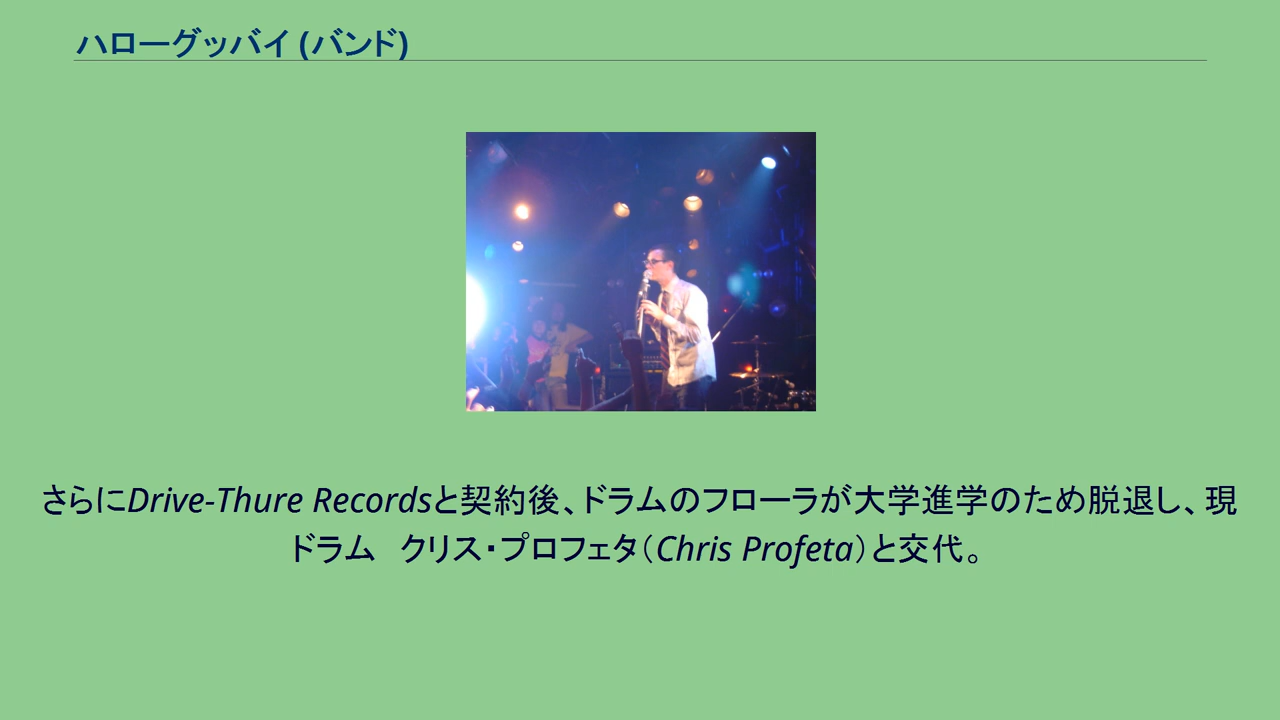 ハローグッバイ (バンド)
さらにDrive-Thure Recordsと契約後、ドラムのフローラが大学進学のため脱退し、現
ドラム　クリス・プロフェタ（Chris Profeta）と交代。